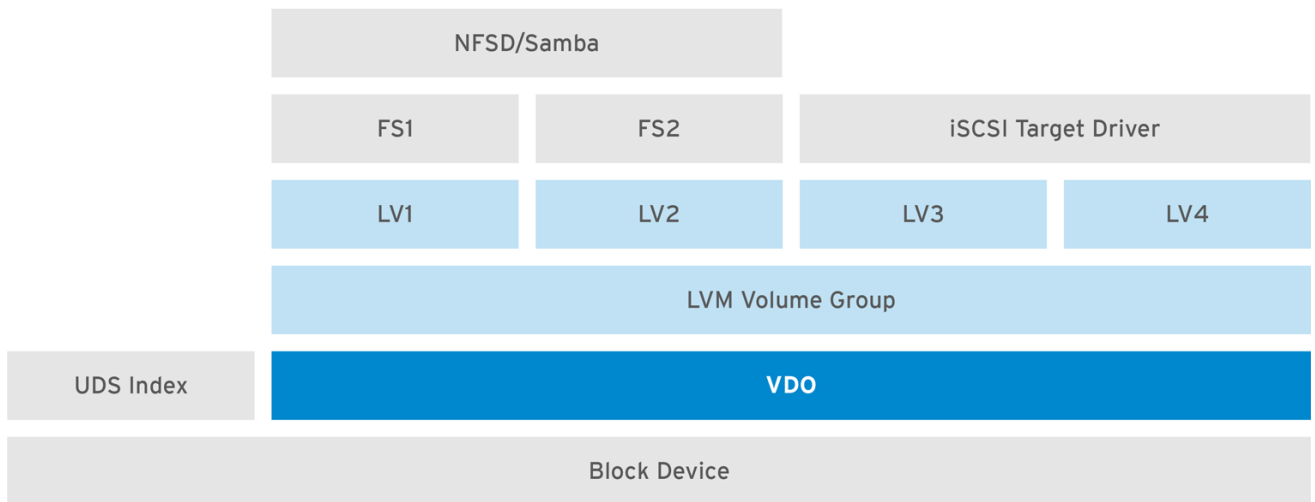 NFSD/Samba
FS1
FS2
iSCSI Target Driver
LV1
LV2
LV3
LV4
LVM Volume Group
UDS Index
VDO
Block Device